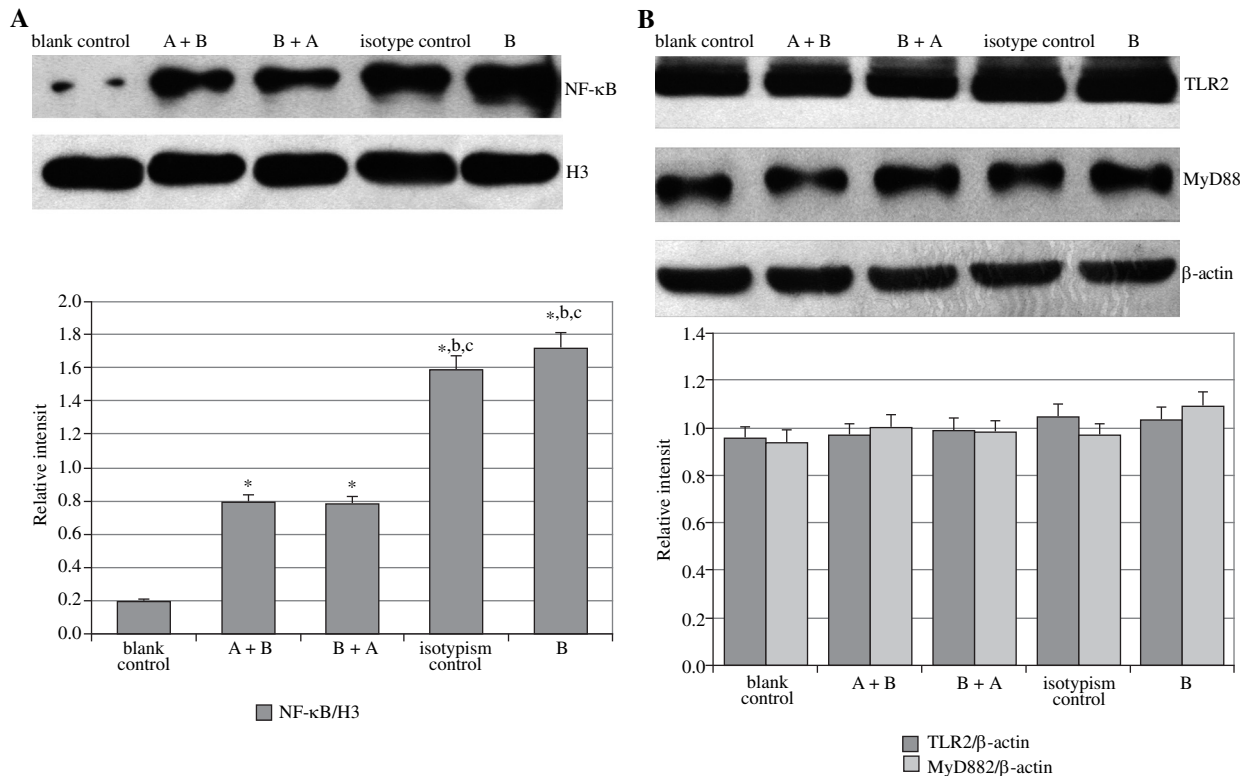 A
blank control A + B B + A isotype control B
NF-κB
H3
2.0
1.8
1.6
1.4
1.2
1.0
0.8
0.6
0.4
0.2
0.0
Relative intensit
*
*
*,b,c
*,b,c
blank control
A + B
B + A
isotypism control
B
NF-κB/H3
B
blank control A + B B + A isotype control B
TLR2
MyD88
β-actin
1.4
1.2
1.0
0.8
0.6
0.4
0.2
0.0
Relative intensit
blank control
A + B
B + A
isotypism control
B
TLR2/β-actin
MyD882/β-actin